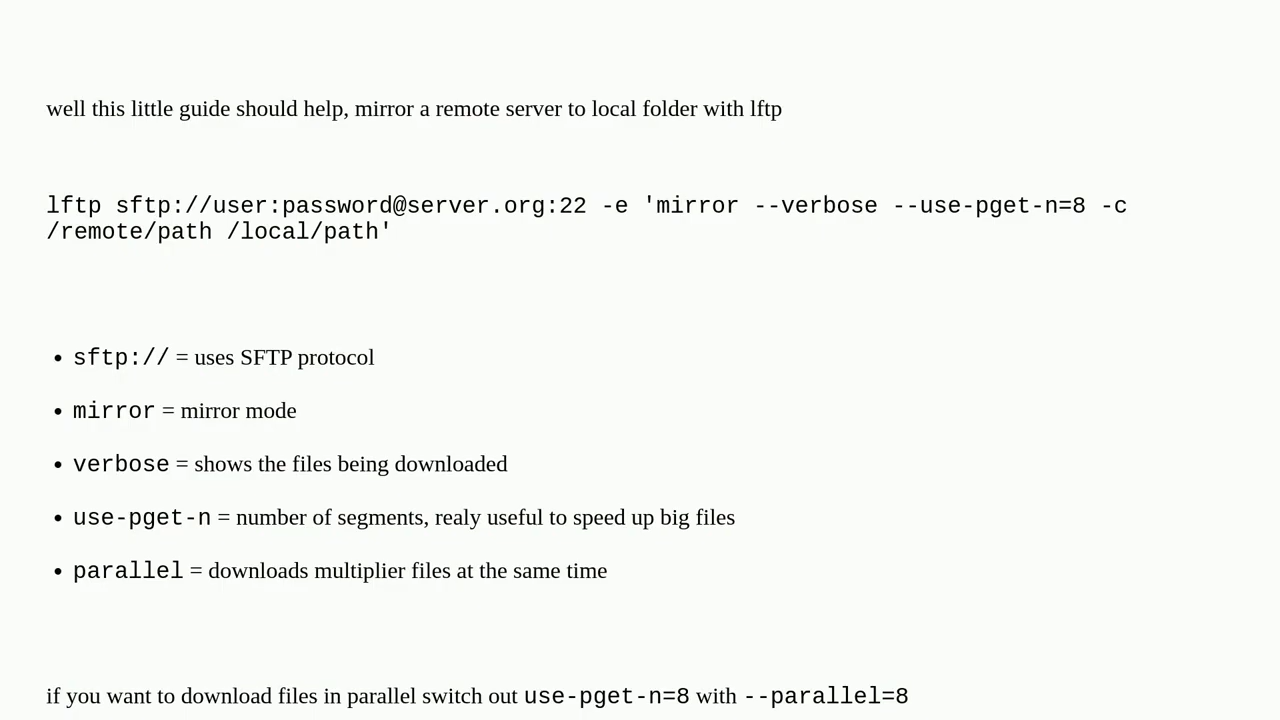 well this little guide should help, mirror a remote server to local folder with lftp
lftp sftp://user:password@server.org:22 -e 'mirror --verbose --use-pget-n=8 -c
/remote/path /local/path'
• sftp:// = uses SFTP protocol
• mirror = mirror mode
• verbose = shows the files being downloaded
• use-pget-n = number of segments, realy useful to speed up big files
• parallel = downloads multiplier files at the same time
if you want to download files in parallel switch out use-pget-n=8 with --parallel=8